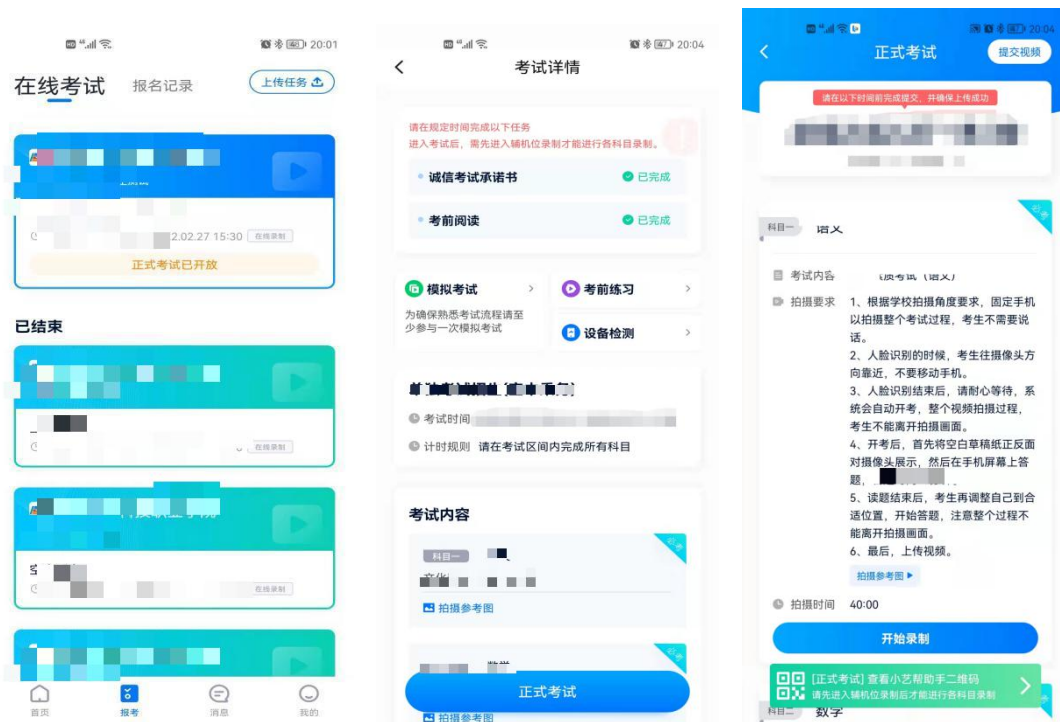 20:01
在线考试
报名记录
上传任务
2.02.27 15:30 在线录制
正式考试已开放
已结束
在线录制
在线录制
首页
报考
消息
我的
20:04
考试详情
请在规定时间完成以下任务
进入考试后，需先进入辅机位录制才能进行各科目录制。
诚信考试承诺书 已完成
考前阅读 已完成
模拟考试
为确保熟悉考试流程请至
少参与一次模拟考试
考前练习
设备检测
考试时间
计时规则 请在考试区间内完成所有科目
考试内容
必考
科目一
拍摄参考图
必考
数学
正式考试
拍摄参考图
20:04
正式考试
提交视频
请在以下时间前完成提交，并确保上传成功
必考
科目一 语文
考试内容 质考试（语文）
拍摄要求 1、根据学校拍摄角度要求，固定手机
以拍摄整个考试过程，考生不需要说
话。
2、人脸识别的时候，考生往摄像头方
向靠近，不要移动手机。
3、人脸识别结束后，请耐心等待，系
统会自动开考，整个视频拍摄过程，
考生不能离开拍摄画面。
4、开考后，首先将空白草稿纸正反面
对摄像头展示，然后在手机屏幕上答
题，
5、读题结束后，考生再调整自己到合
适位置，开始答题，注意整个过程不
能离开拍摄画面。
6、最后，上传视频。
拍摄参考图
拍摄时间 40:00
开始录制
[正式考试] 查看小艺帮助手二维码
请先进入辅机位录制后才能进行各科目录制
科目二 数学